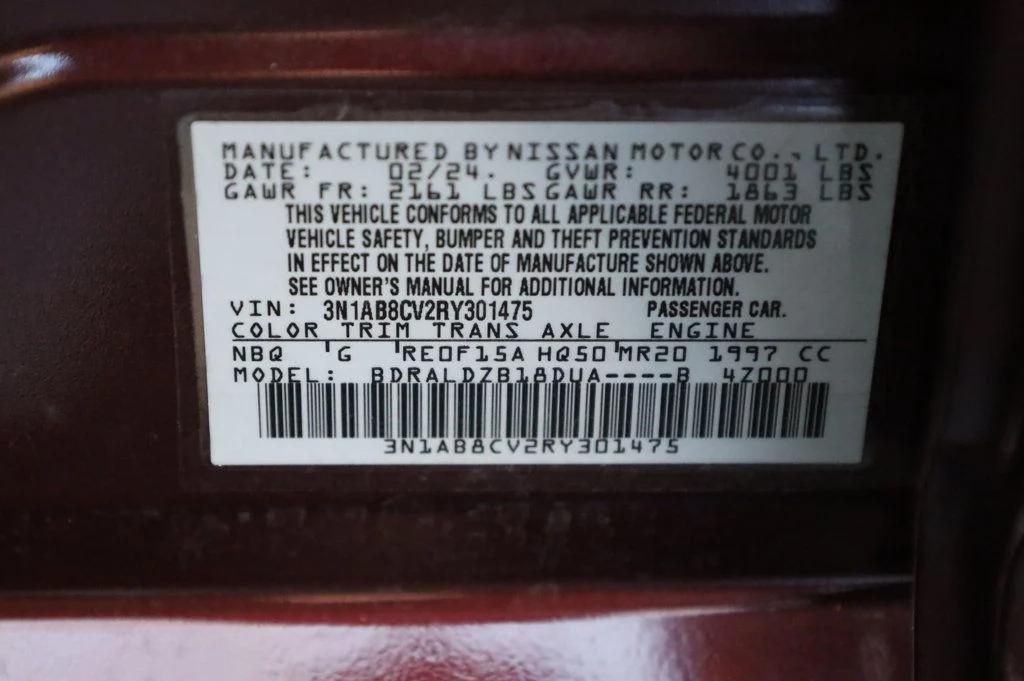 MANUFACTURED BY NISSAN MOTOR CO., LTD.
DATE: 02/24. GVWR: 4001 LBS
GAWR FR: 2161 LBS GAWR RR: 1863 LBS
THIS VEHICLE CONFORMS TO ALL APPLICABLE FEDERAL MOTOR
VEHICLE SAFETY, BUMPER AND THEFT PREVENTION STANDARDS
IN EFFECT ON THE DATE OF MANUFACTURE SHOWN ABOVE.
SEE OWNER'S MANUAL FOR ADDITIONAL INFORMATION.
VIN: 3N1AB8CV2RY301475 PASSENGER CAR.
COLOR TRIM TRANS AXLE ENGINE
NBQ G RE0F15A HQ50 MR20 1997 CC
MODEL: BDRALDZB18DUA----B 4Z000
3N1AB8CV2RY301475